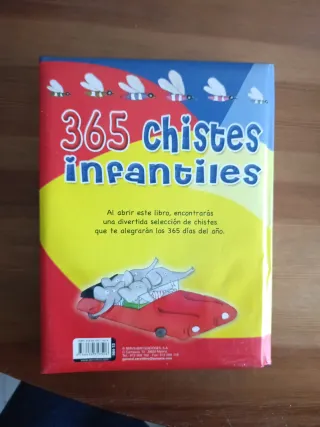 365 chistes
infantiles
Al abrir este libro, encontrarás
una divertida selección de chistes
que te alegrarán los 365 días del año.